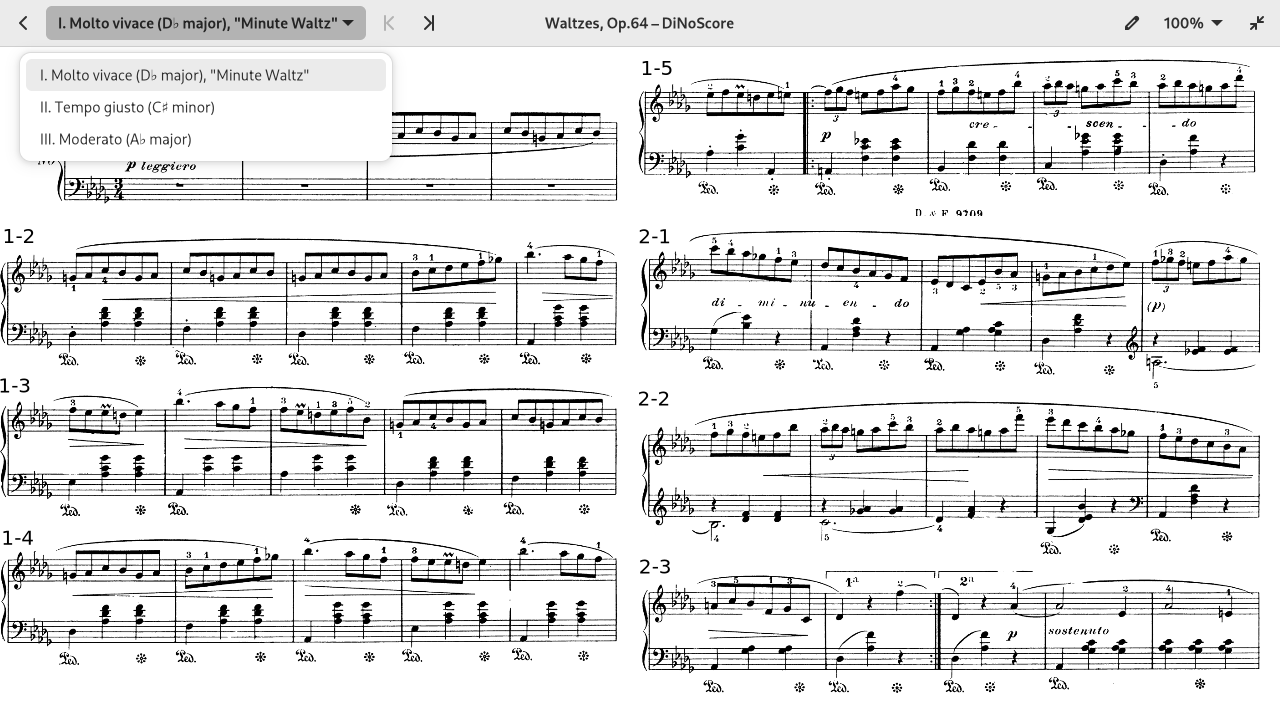 I. Molto vivace (D♭ major), "Minute Waltz"
Waltzes, Op.64 – DiNoScore
100%
I. Molto vivace (D♭ major), "Minute Waltz"
II. Tempo giusto (C♯ minor)
III. Moderato (A♭ major)
p leggiero
1-2
1-3
1-4
1-5
p cre - - scen - - do
D. & F. 9709
2-1
di - mi - nu - en - do
(p)
2-2
2-3
1ª 2ª
p sostenuto